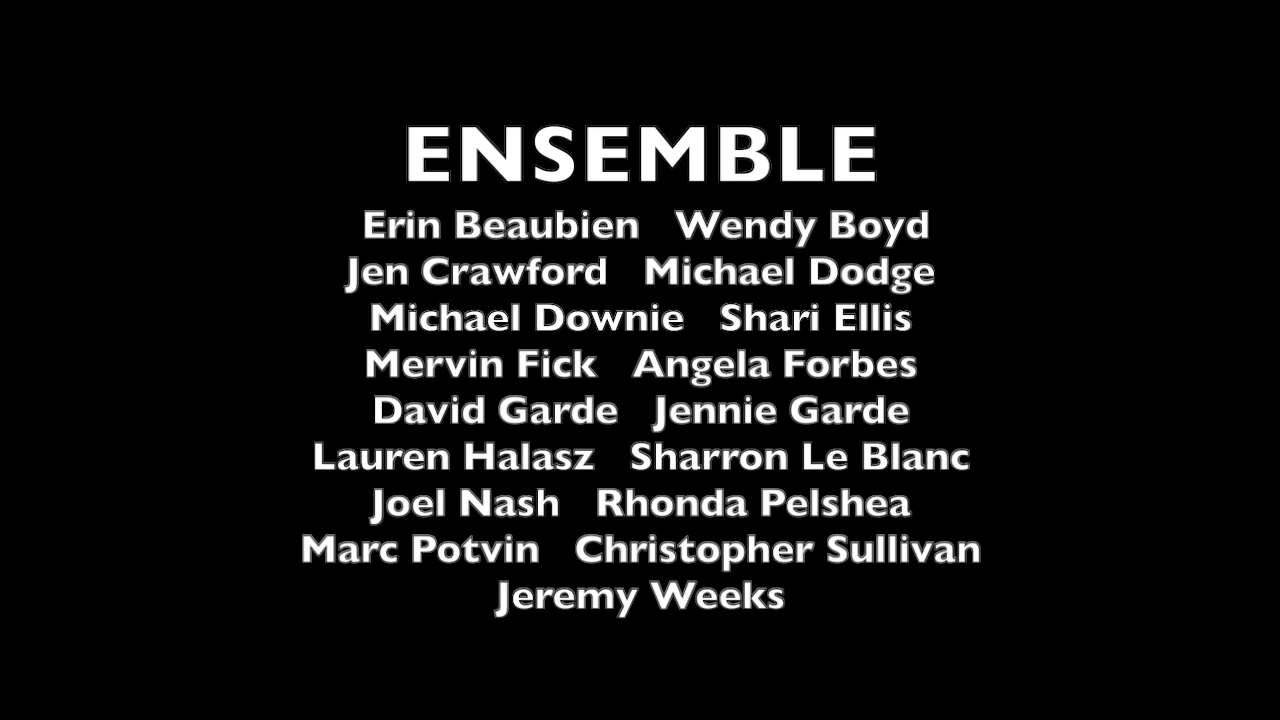 ENSEMBLE
Erin Beaubien Wendy Boyd
Jen Crawford Michael Dodge
Michael Downie Shari Ellis
Mervin Fick Angela Forbes
David Garde Jennie Garde
Lauren Halasz Sharron Le Blanc
Joel Nash Rhonda Pelshea
Marc Potvin Christopher Sullivan
Jeremy Weeks